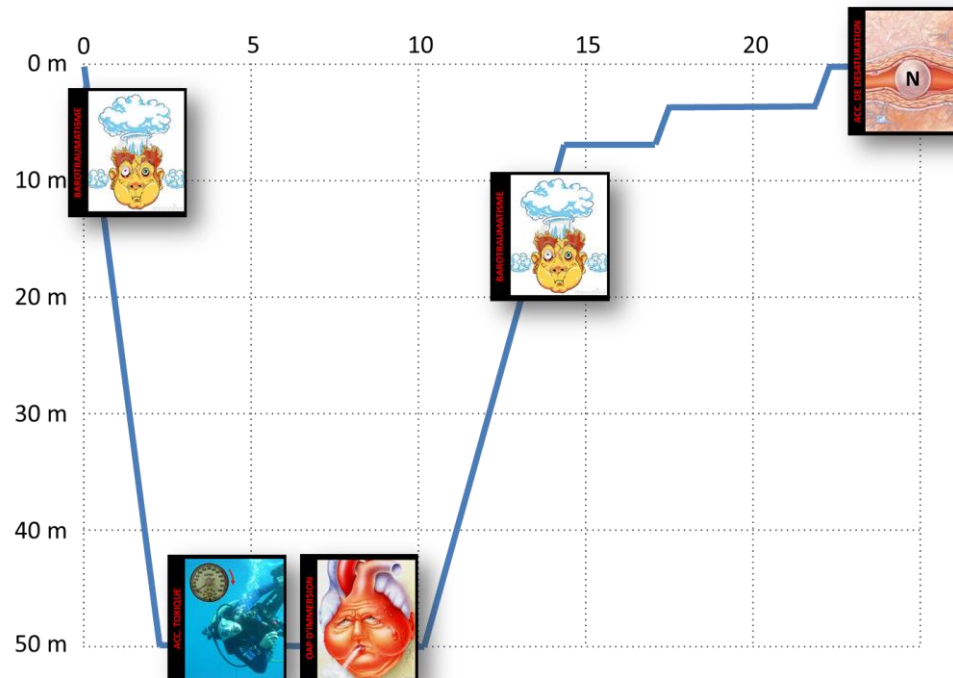 0 5 10 15 20
0 m
ACC. DE DESATURATION
N
BAROTRAUMATISME
10 m
BAROTRAUMATISME
20 m
30 m
40 m
ACC. TOXIQUE
OAP D'IMMERSION
50 m